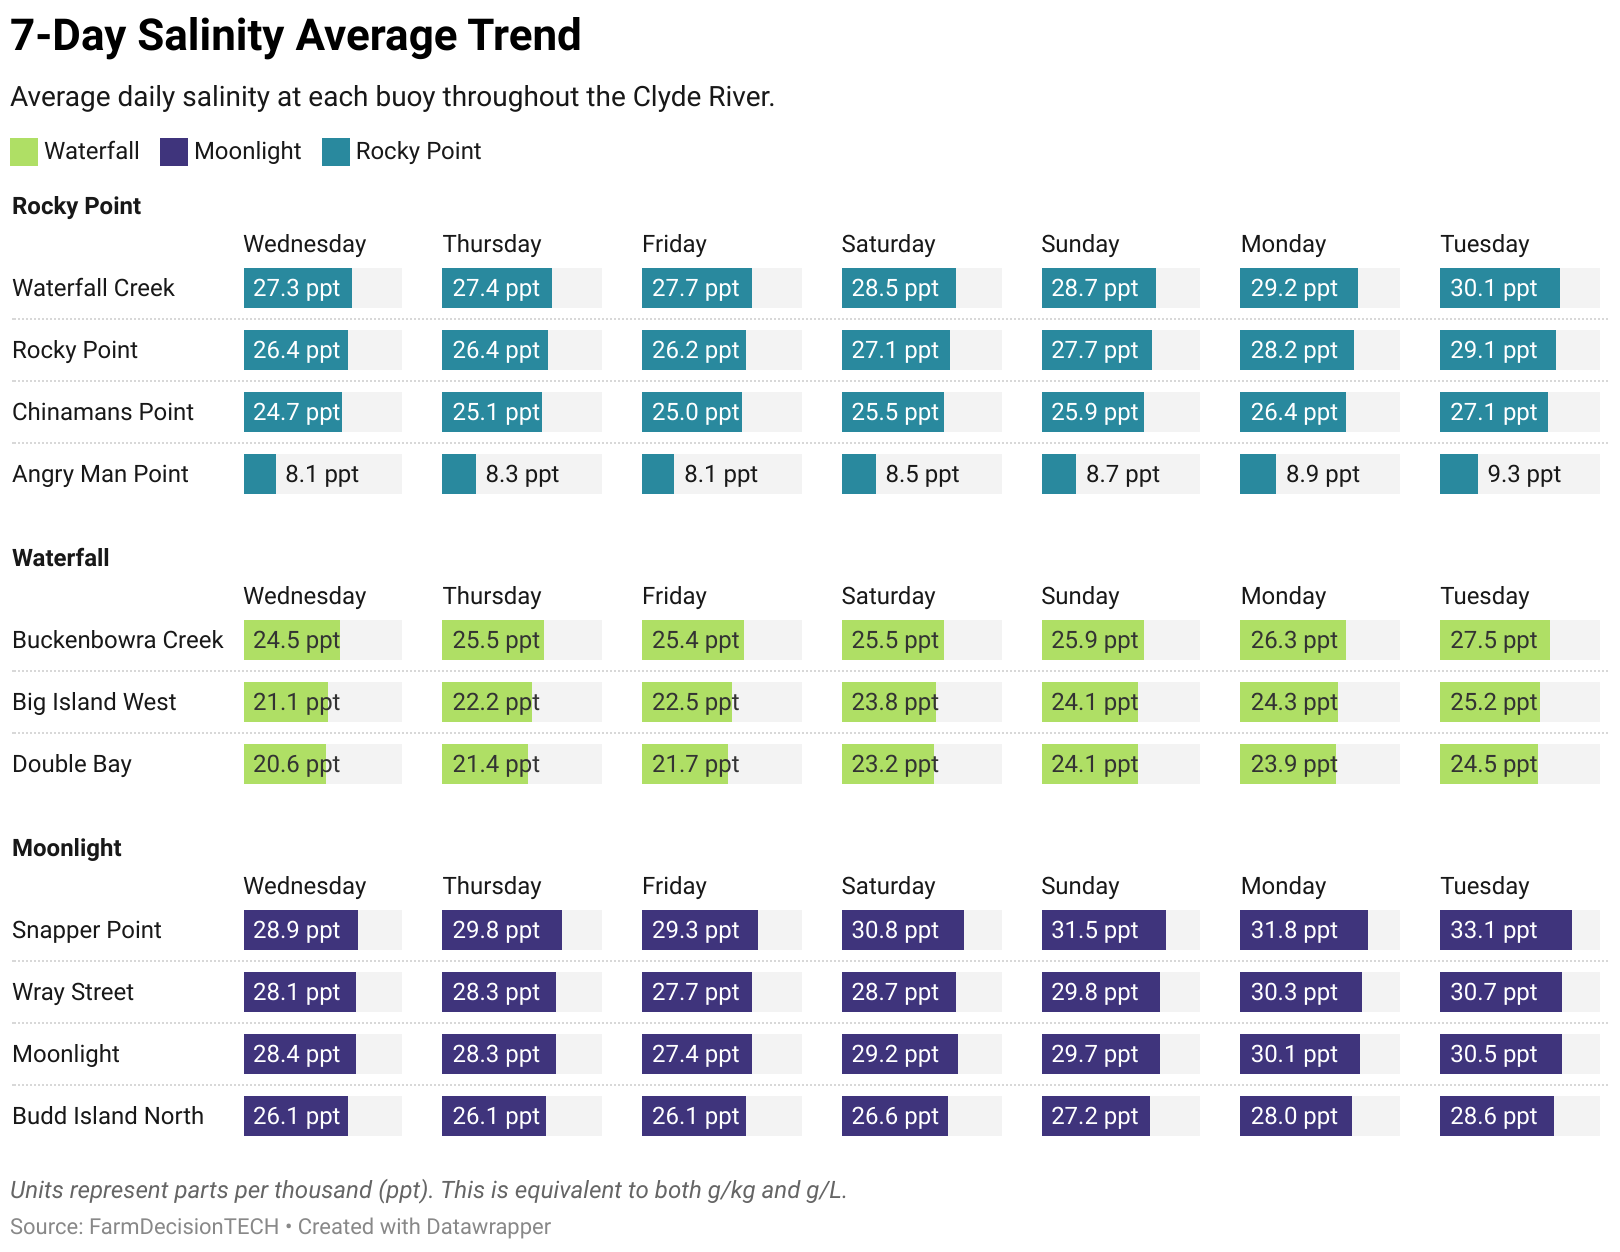 7-Day Salinity Average Trend
Average daily salinity at each buoy throughout the Clyde River.
Waterfall Moonlight Rocky Point
Rocky Point
Wednesday Thursday Friday Saturday Sunday Monday Tuesday
Waterfall Creek 27.3 ppt 27.4 ppt 27.7 ppt 28.5 ppt 28.7 ppt 29.2 ppt 30.1 ppt
Rocky Point 26.4 ppt 26.4 ppt 26.2 ppt 27.1 ppt 27.7 ppt 28.2 ppt 29.1 ppt
Chinamans Point 24.7 ppt 25.1 ppt 25.0 ppt 25.5 ppt 25.9 ppt 26.4 ppt 27.1 ppt
Angry Man Point 8.1 ppt 8.3 ppt 8.1 ppt 8.5 ppt 8.7 ppt 8.9 ppt 9.3 ppt
Waterfall
Wednesday Thursday Friday Saturday Sunday Monday Tuesday
Buckenbowra Creek 24.5 ppt 25.5 ppt 25.4 ppt 25.5 ppt 25.9 ppt 26.3 ppt 27.5 ppt
Big Island West 21.1 ppt 22.2 ppt 22.5 ppt 23.8 ppt 24.1 ppt 24.3 ppt 25.2 ppt
Double Bay 20.6 ppt 21.4 ppt 21.7 ppt 23.2 ppt 24.1 ppt 23.9 ppt 24.5 ppt
Moonlight
Wednesday Thursday Friday Saturday Sunday Monday Tuesday
Snapper Point 28.9 ppt 29.8 ppt 29.3 ppt 30.8 ppt 31.5 ppt 31.8 ppt 33.1 ppt
Wray Street 28.1 ppt 28.3 ppt 27.7 ppt 28.7 ppt 29.8 ppt 30.3 ppt 30.7 ppt
Moonlight 28.4 ppt 28.3 ppt 27.4 ppt 29.2 ppt 29.7 ppt 30.1 ppt 30.5 ppt
Budd Island North 26.1 ppt 26.1 ppt 26.1 ppt 26.6 ppt 27.2 ppt 28.0 ppt 28.6 ppt
Units represent parts per thousand (ppt). This is equivalent to both g/kg and g/L.
Source: FarmDecisionTECH • Created with Datawrapper